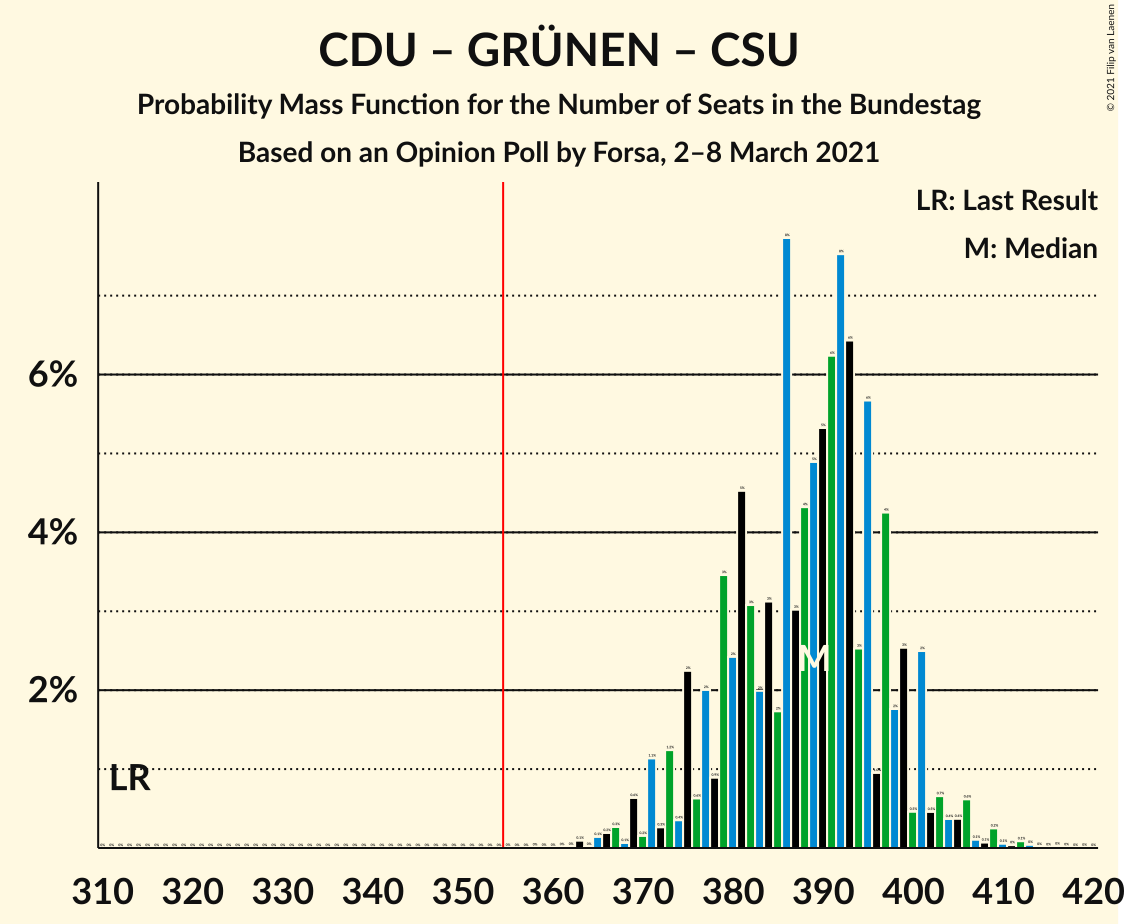 CDU – GRÜNEN – CSU
Probability Mass Function for the Number of Seats in the Bundestag
Based on an Opinion Poll by Forsa, 2–8 March 2021
© 2021 Filip van Laenen
LR: Last Result
M: Median
6%
4%
2%
LR
M
310 320 330 340 350 360 370 380 390 400 410 420